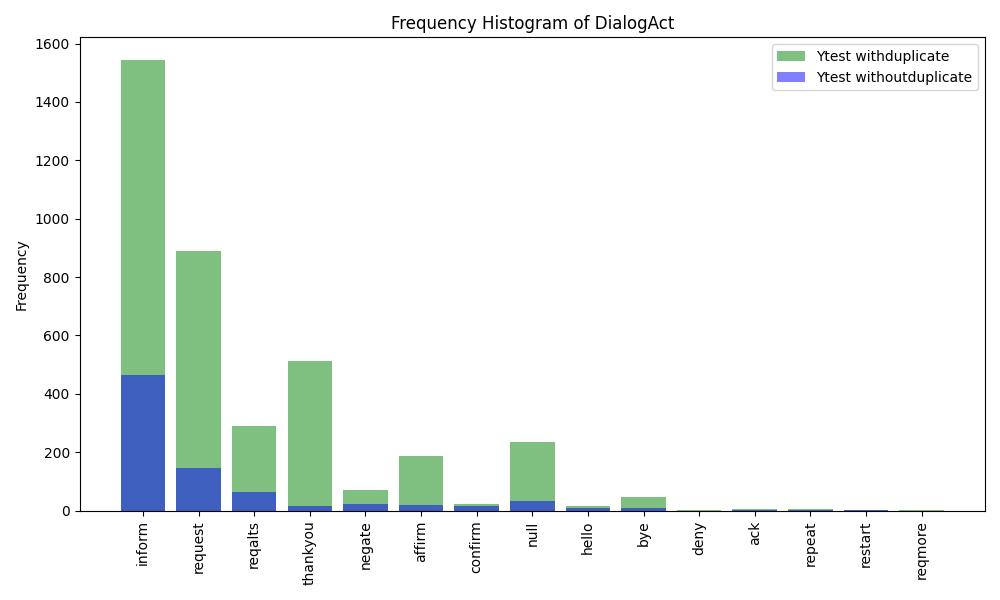 Frequency Histogram of DialogAct
Ytest withduplicate
Ytest withoutduplicate
Frequency
1600
1400
1200
1000
800
600
400
200
0
inform
request
reqalts
thankyou
negate
affirm
confirm
null
hello
bye
deny
ack
repeat
restart
reqmore